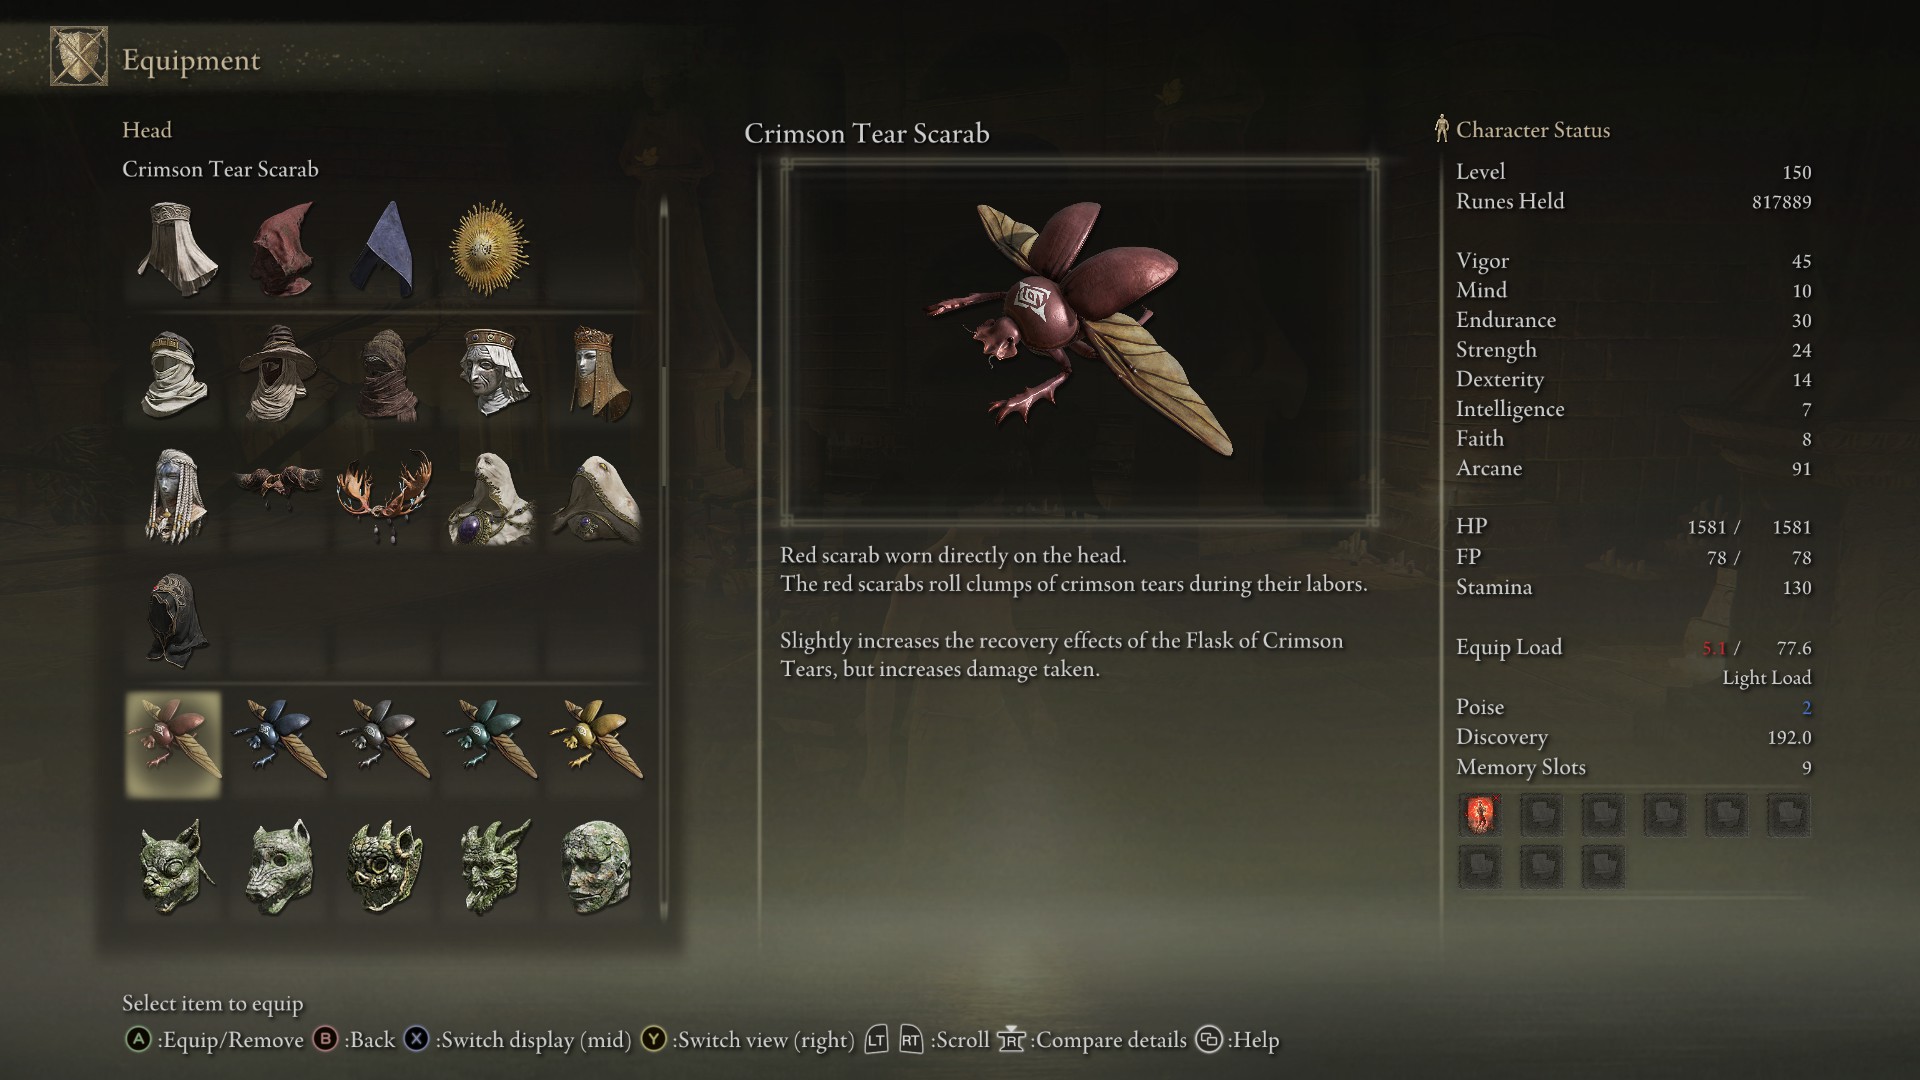 Equipment
Head
Crimson Tear Scarab
Crimson Tear Scarab
Red scarab worn directly on the head.
The red scarabs roll clumps of crimson tears during their labors.
Slightly increases the recovery effects of the Flask of Crimson
Tears, but increases damage taken.
Character Status
Level 150
Runes Held 817889
Vigor 45
Mind 10
Endurance 30
Strength 24
Dexterity 14
Intelligence 7
Faith 8
Arcane 91
HP 1581 / 1581
FP 78 / 78
Stamina 130
Equip Load 5.1 / 77.6
Light Load
Poise 2
Discovery 192.0
Memory Slots 9
Select item to equip
A :Equip/Remove B :Back X :Switch display (mid) Y :Switch view (right) LT RT :Scroll R :Compare details :Help